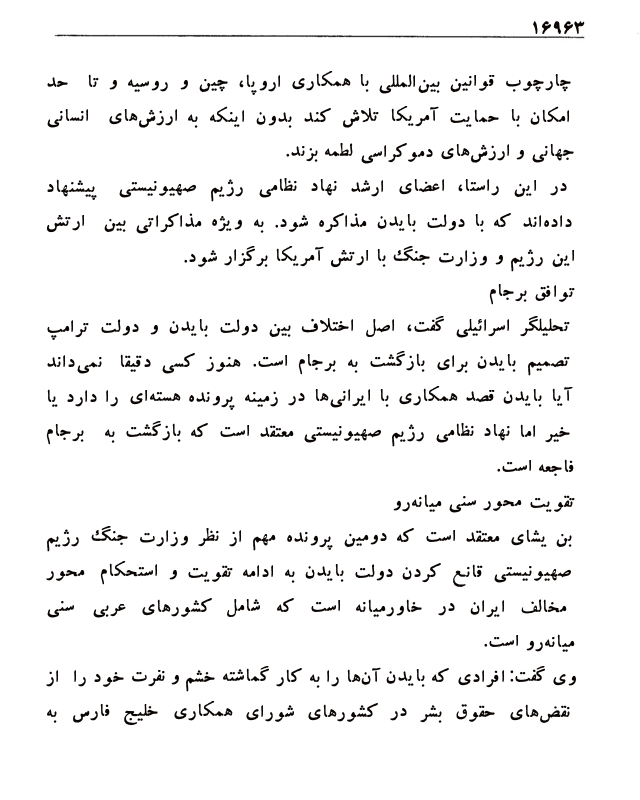 ۱۶۹۶۳
چارچوب قوانین بین‌المللی با همکاری اروپا، چین و روسیه و تا حد
امکان با حمایت آمریکا تلاش کند بدون اینکه به ارزش‌های انسانی
جهانی و ارزش‌های دموکراسی لطمه بزند.
در این راستا، اعضای ارشد نهاد نظامی رژیم صهیونیستی پیشنهاد
داده‌اند که با دولت بایدن مذاکره شود. به ویژه مذاکراتی بین ارتش
این رژیم و وزارت جنگ با ارتش آمریکا برگزار شود.
توافق برجام
تحلیلگر اسرائیلی گفت، اصل اختلاف بین دولت بایدن و دولت ترامپ
تصمیم بایدن برای بازگشت به برجام است. هنوز کسی دقیقا نمی‌داند
آیا بایدن قصد همکاری با ایرانی‌ها در زمینه پرونده هسته‌ای را دارد یا
خیر اما نهاد نظامی رژیم صهیونیستی معتقد است که بازگشت به برجام
فاجعه است.
تقویت محور سنی میانه‌رو
بن یشای معتقد است که دومین پرونده مهم از نظر وزارت جنگ رژیم
صهیونیستی قانع کردن دولت بایدن به ادامه تقویت و استحکام محور
مخالف ایران در خاورمیانه است که شامل کشورهای عربی سنی
میانه‌رو است.
وی گفت: افرادی که بایدن آن‌ها را به کار گماشته خشم و نفرت خود را از
نقض‌های حقوق بشر در کشورهای شورای همکاری خلیج فارس به